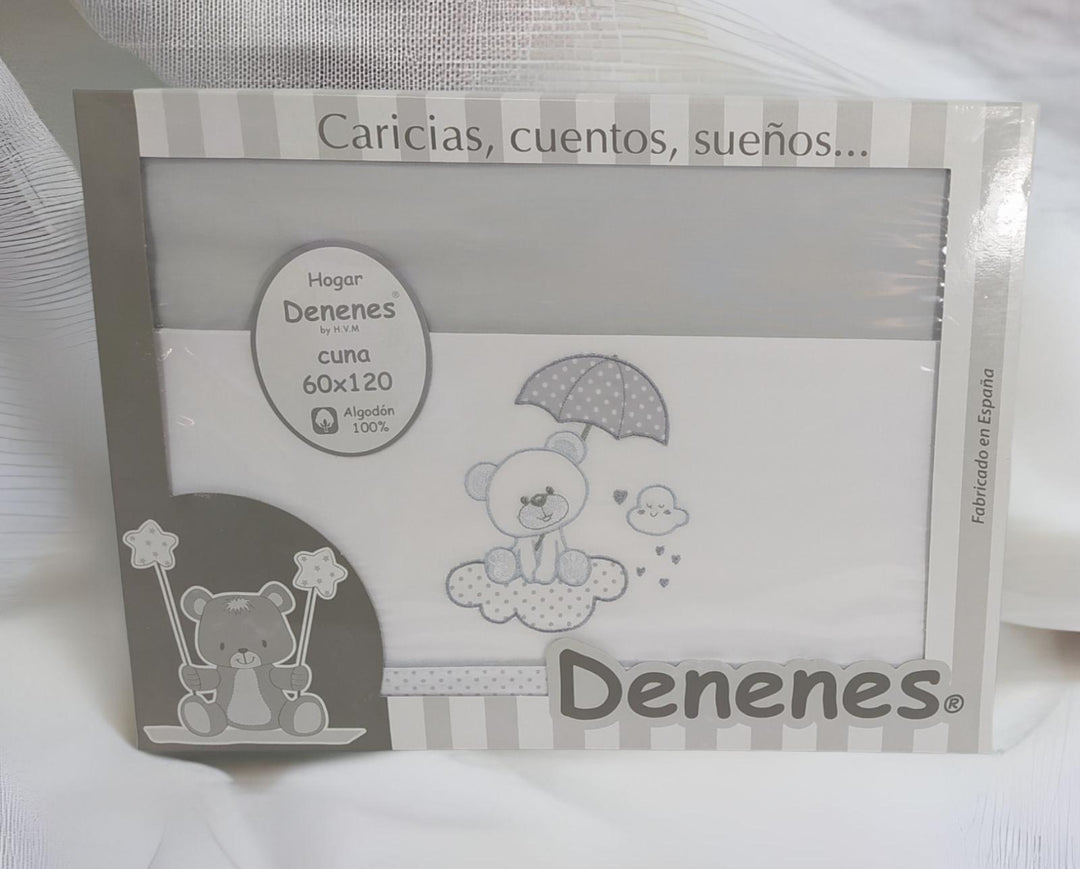 Caricias, cuentos, sueños...
Hogar
Denenes®
by H.V.M
cuna
60x120
Algodón
100%
Fabricado en España
Denenes®